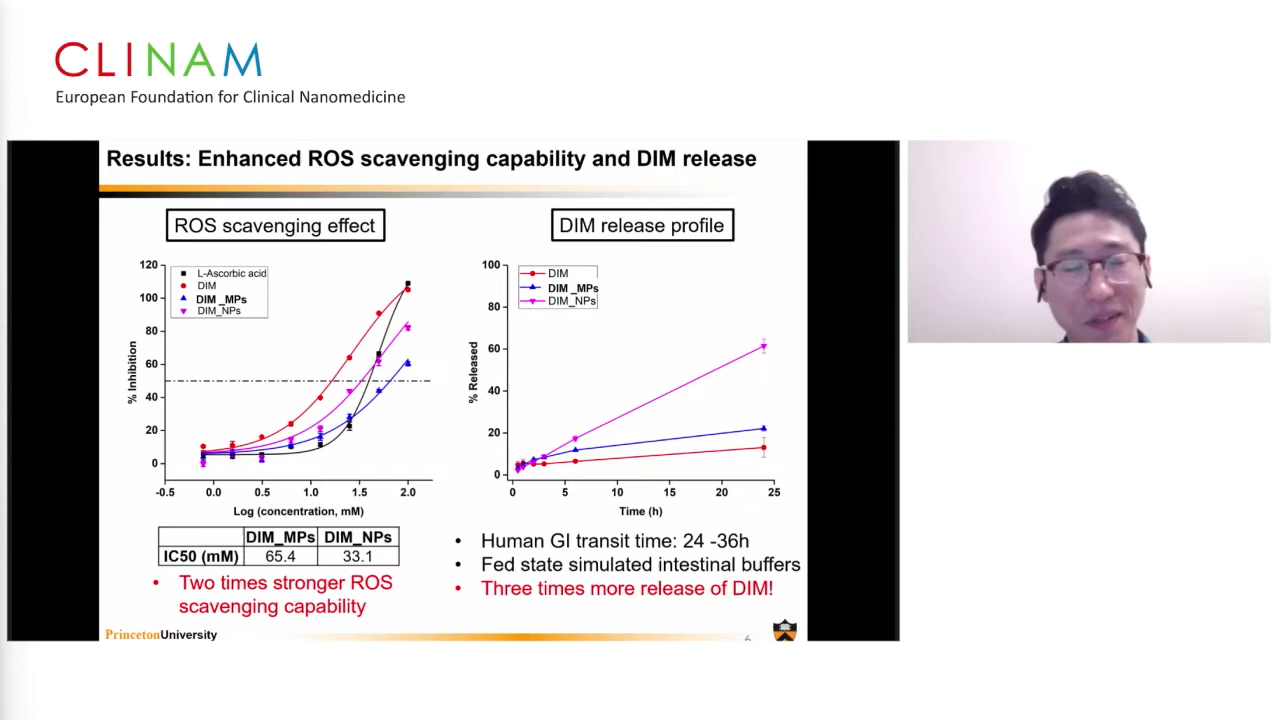 CLINAM
European Foundation for Clinical Nanomedicine
Results: Enhanced ROS scavenging capability and DIM release
ROS scavenging effect
120
100
80
60
40
20
0
% Inhibition
L-Ascorbic acid
DIM
DIM_MPs
DIM_NPs
-0.5 0.0 0.5 1.0 1.5 2.0
Log (concentration, mM)
DIM_MPs DIM_NPs
IC50 (mM) 65.4 33.1
• Two times stronger ROS
scavenging capability
DIM release profile
100
80
60
40
20
0
% Released
DIM
DIM _MPs
DIM_NPs
0 5 10 15 20 25
Time (h)
• Human GI transit time: 24 -36h
• Fed state simulated intestinal buffers
• Three times more release of DIM!
PrincetonUniversity
6